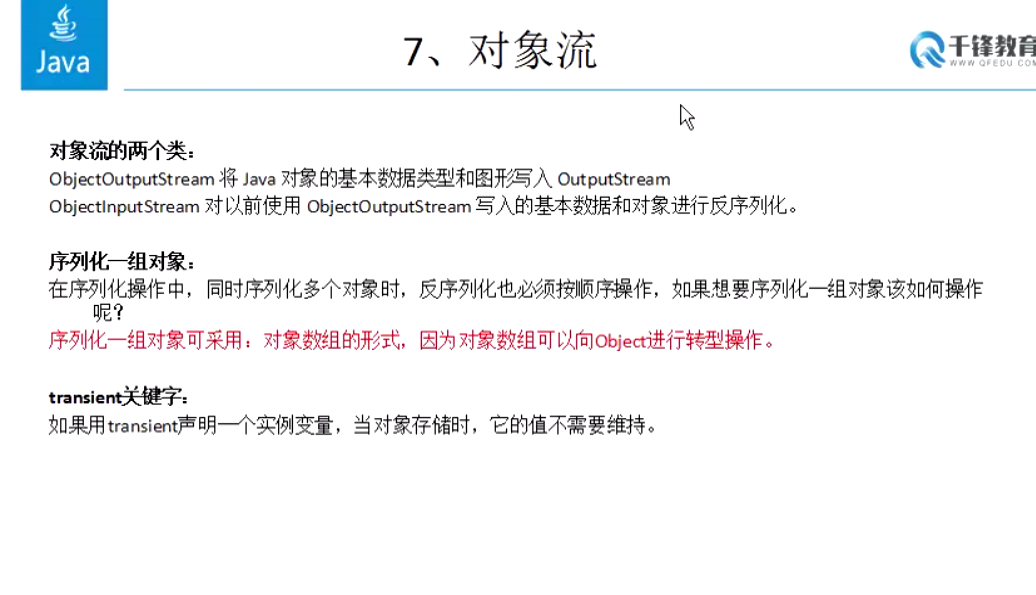 Java
7、对象流
千锋教育
WWW.QFEDU.COM
对象流的两个类：
ObjectOutputStream 将 Java 对象的基本数据类型和图形写入 OutputStream
ObjectInputStream 对以前使用 ObjectOutputStream 写入的基本数据和对象进行反序列化。
序列化一组对象：
在序列化操作中，同时序列化多个对象时，反序列化也必须按顺序操作，如果想要序列化一组对象该如何操作
呢？
序列化一组对象可采用：对象数组的形式，因为对象数组可以向Object进行转型操作。
transient关键字：
如果用transient声明一个实例变量，当对象存储时，它的值不需要维持。